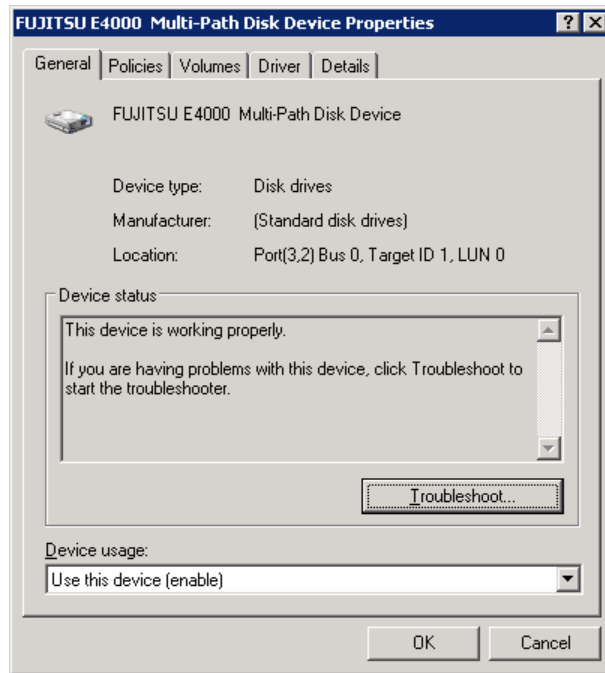 FUJITSU E4000  Multi-Path Disk Device Properties
General
Policies
Volumes
Driver
Details
FUJITSU E4000  Multi-Path Disk Device
Device type: Disk drives
Manufacturer: (Standard disk drives)
Location: Port(3,2) Bus 0, Target ID 1, LUN 0
Device status
This device is working properly.
If you are having problems with this device, click Troubleshoot to
start the troubleshooter.
Troubleshoot...
Device usage:
Use this device (enable)
OK
Cancel